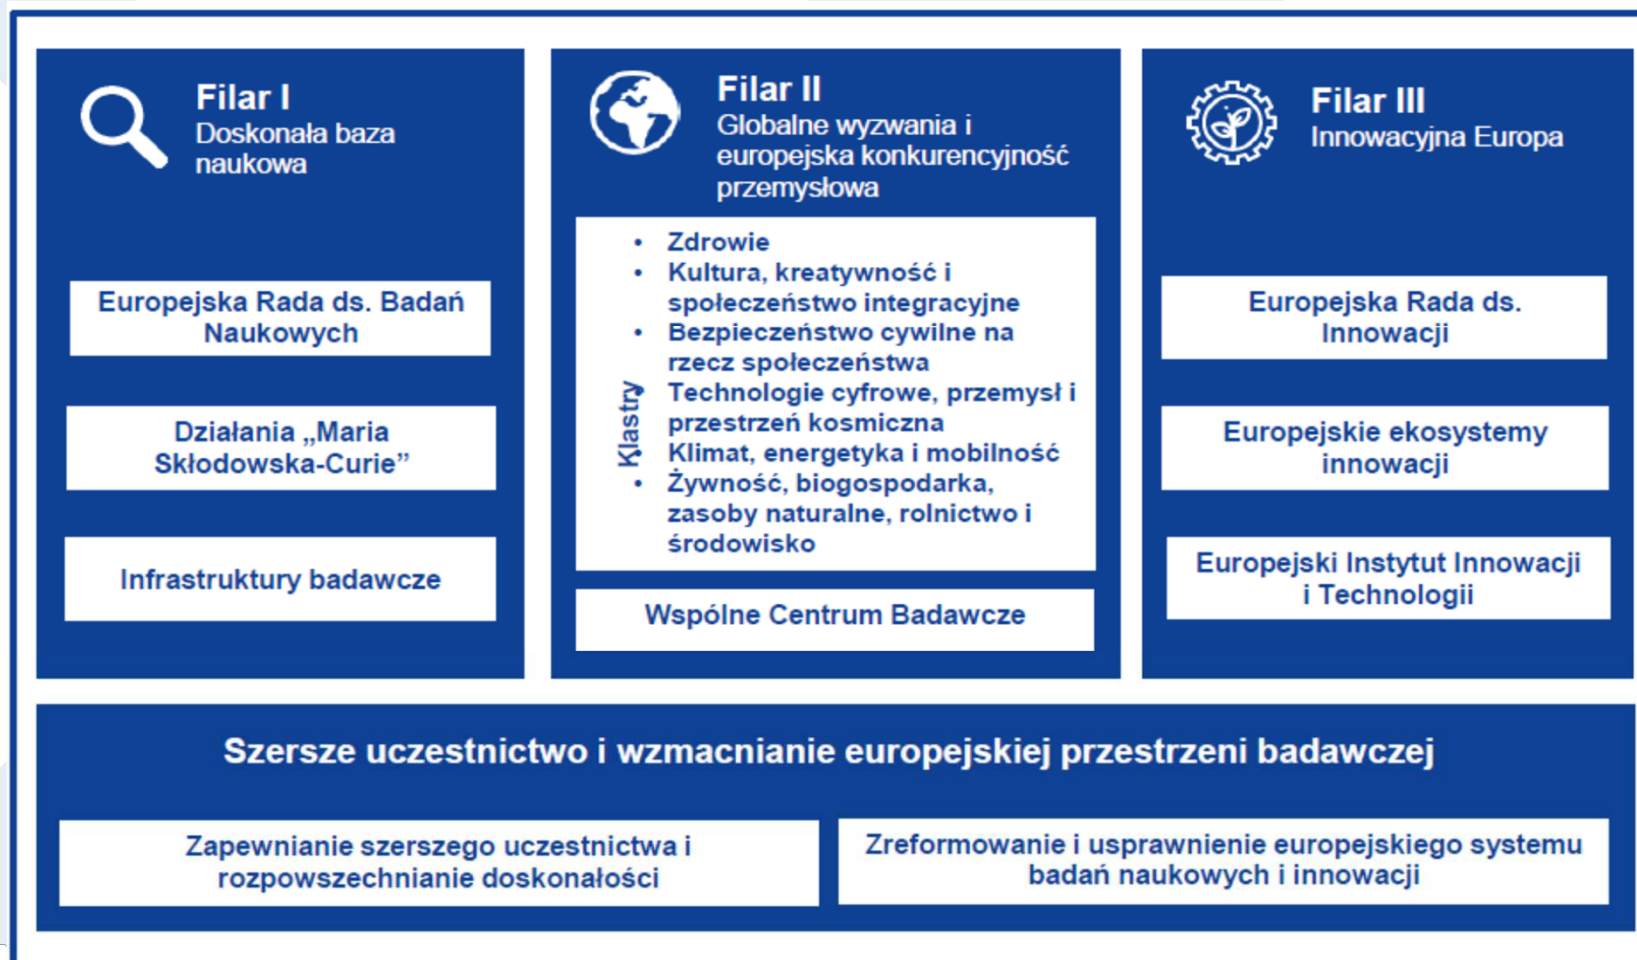 Filar I
Doskonała baza
naukowa
Europejska Rada ds. Badań
Naukowych
Działania „Maria
Skłodowska-Curie”
Infrastruktury badawcze
Filar II
Globalne wyzwania i
europejska konkurencyjność
przemysłowa
Klastry
• Zdrowie
• Kultura, kreatywność i
społeczeństwo integracyjne
• Bezpieczeństwo cywilne na
rzecz społeczeństwa
• Technologie cyfrowe, przemysł i
przestrzeń kosmiczna
• Klimat, energetyka i mobilność
• Żywność, biogospodarka,
zasoby naturalne, rolnictwo i
środowisko
Wspólne Centrum Badawcze
Filar III
Innowacyjna Europa
Europejska Rada ds.
Innowacji
Europejskie ekosystemy
innowacji
Europejski Instytut Innowacji
i Technologii
Szersze uczestnictwo i wzmacnianie europejskiej przestrzeni badawczej
Zapewnianie szerszego uczestnictwa i
rozpowszechnianie doskonałości
Zreformowanie i usprawnienie europejskiego systemu
badań naukowych i innowacji